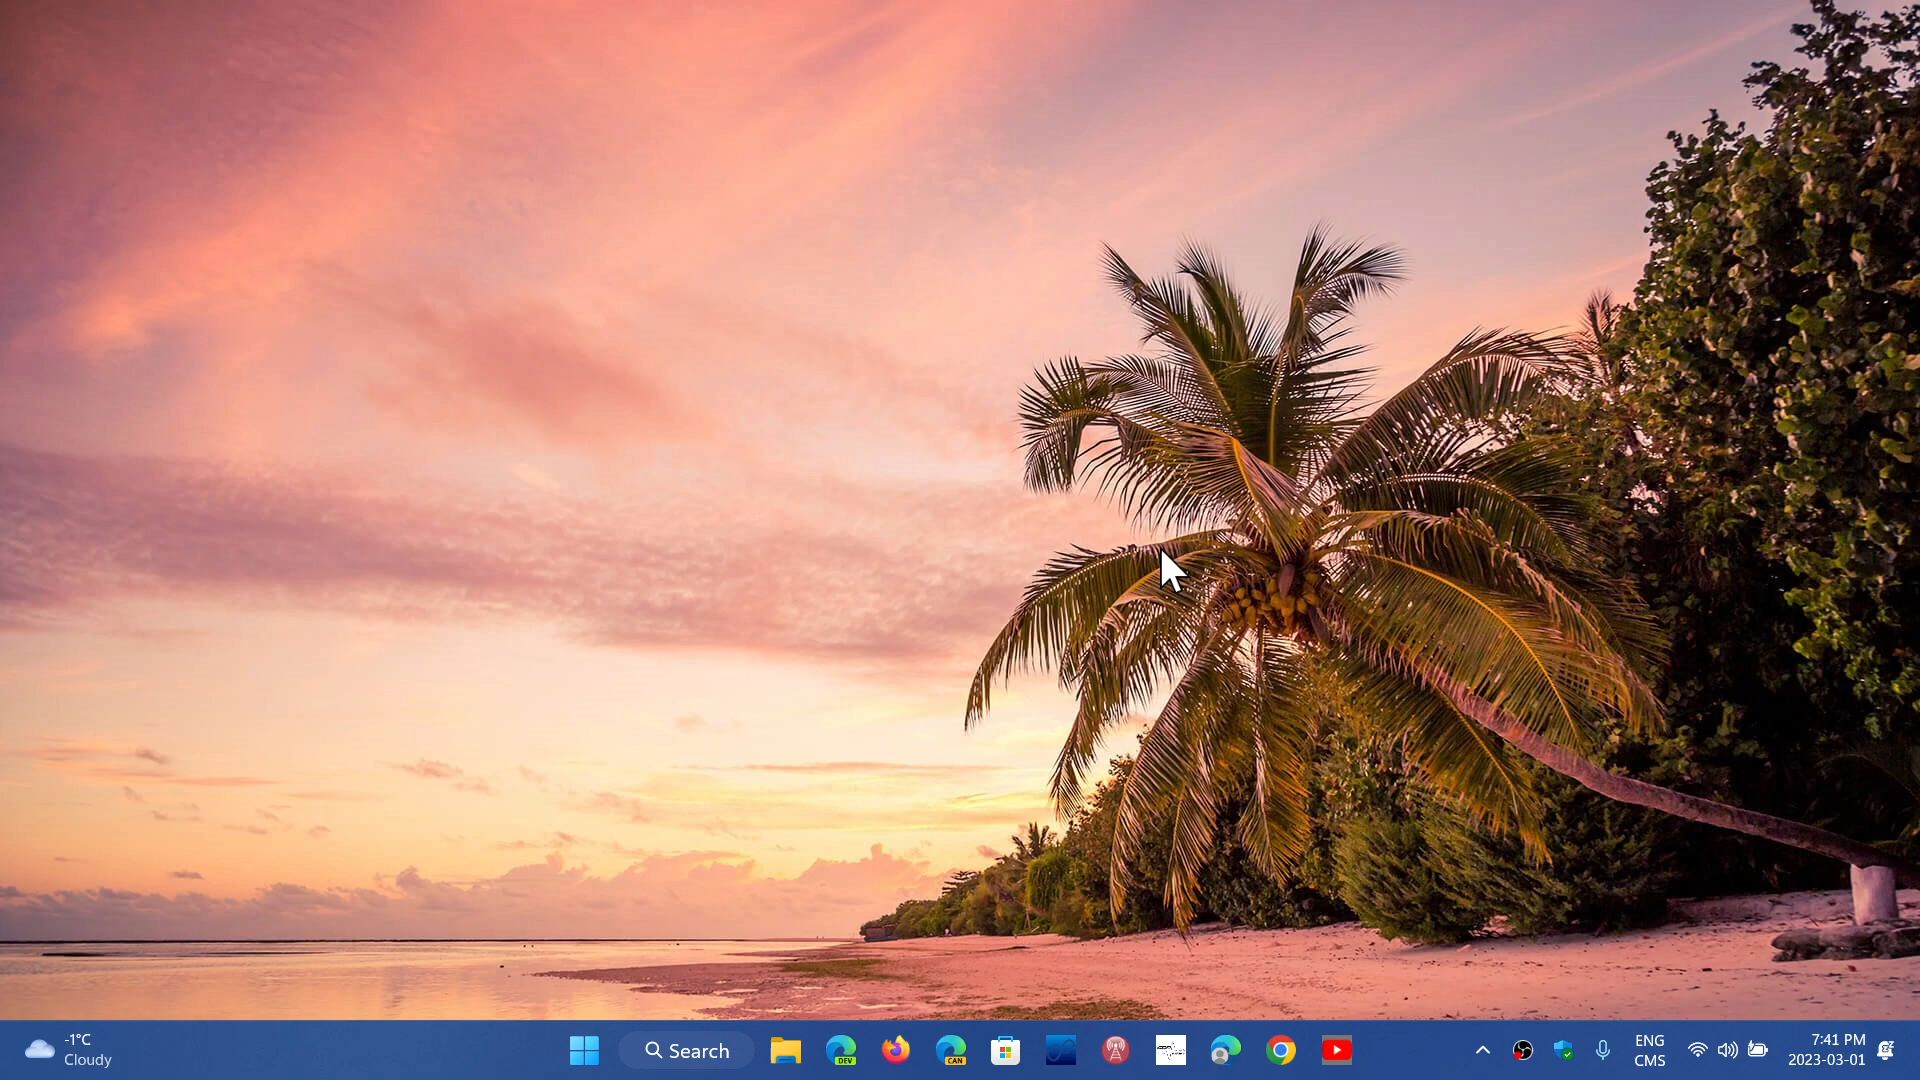 -1°C
Cloudy
Search
DEV
CAN
ENG
CMS
7:41 PM
2023-03-01